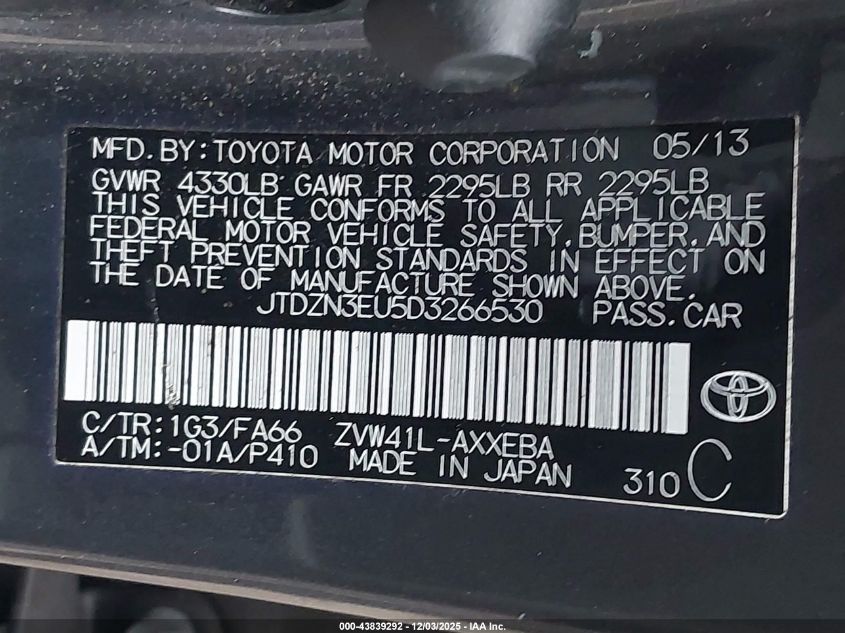 MFD.BY:TOYOTA MOTOR CORPORATION 05/13
GVWR 4330LB GAWR FR 2295LB RR 2295LB
THIS VEHICLE CONFORMS TO ALL APPLICABLE
FEDERAL MOTOR VEHICLE SAFETY,BUMPER,AND
THEFT PREVENTION STANDARDS IN EFFECT ON
THE DATE OF MANUFACTURE SHOWN ABOVE.
JTDZN3EU5D3266530 PASS.CAR
C/TR:1G3/FA66 ZVW41L-AXXEBA
A/TM:-01A/P410 MADE IN JAPAN 310 C
000-43839292 - 12/03/2025 - IAA Inc.